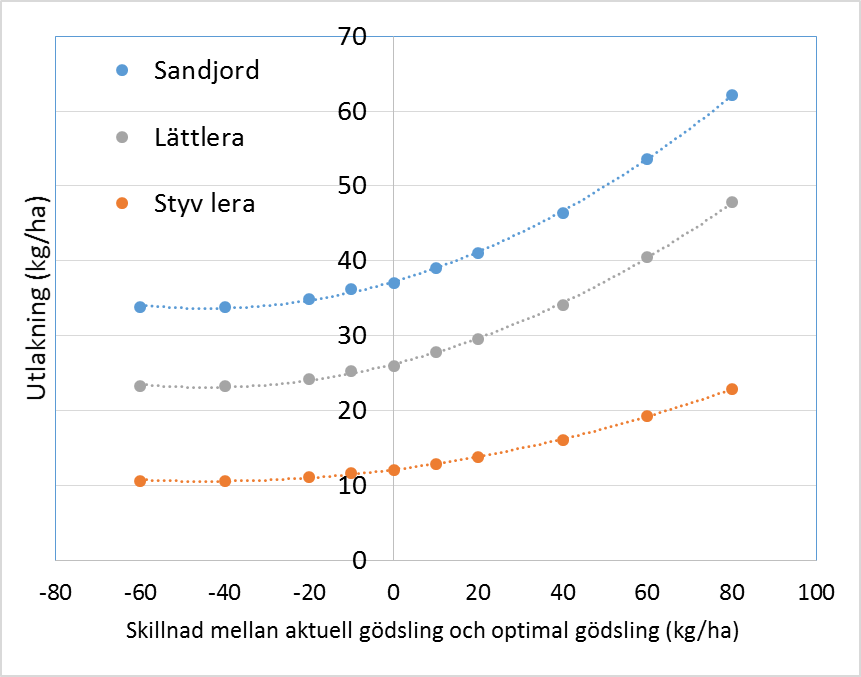 70
60
50
40
30
20
10
0
Sandjord
Lättlera
Styv lera
Utlakning (kg/ha)
-80 -60 -40 -20 0 20 40 60 80 100
Skillnad mellan aktuell gödsling och optimal gödsling (kg/ha)